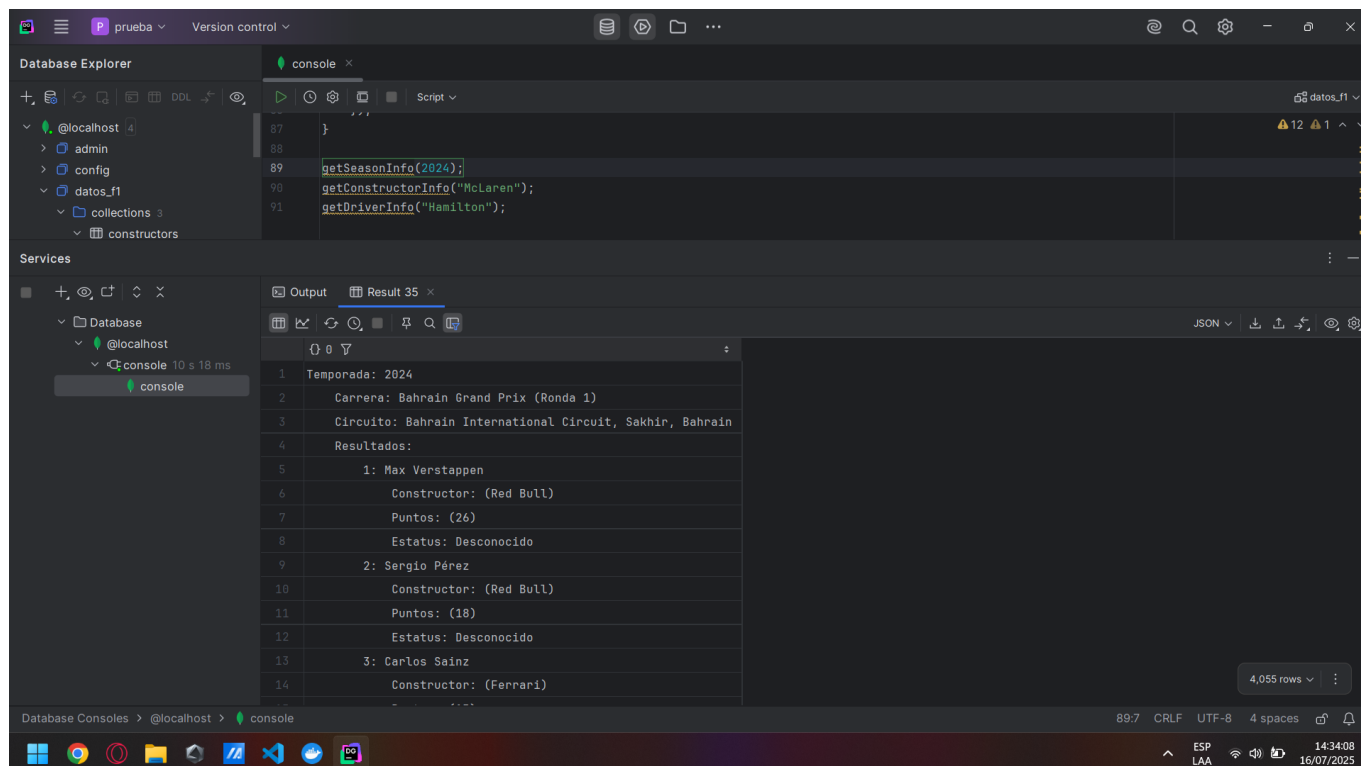 P prueba Version control
Database Explorer
console
DDL
Script
datos_f1
@localhost 4
87 }
12 1
admin
88
config
89 getSeasonInfo(2024);
datos_f1
90 getConstructorInfo("McLaren");
collections 3
91 getDriverInfo("Hamilton");
constructors
Services
Output Result 35
Database
JSON
@localhost
{} 0
console 10 s 18 ms
console
1 Temporada: 2024
2 Carrera: Bahrain Grand Prix (Ronda 1)
3 Circuito: Bahrain International Circuit, Sakhir, Bahrain
4 Resultados:
5 1: Max Verstappen
6 Constructor: (Red Bull)
7 Puntos: (26)
8 Estatus: Desconocido
9 2: Sergio Pérez
10 Constructor: (Red Bull)
11 Puntos: (18)
12 Estatus: Desconocido
13 3: Carlos Sainz
14 Constructor: (Ferrari)
4,055 rows
Database Consoles > @localhost > console
89:7 CRLF UTF-8 4 spaces
DG
ESP
LAA
14:34:08
16/07/2025